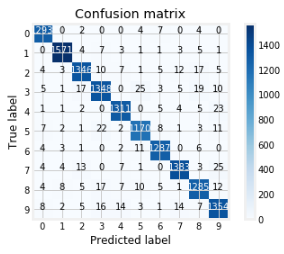 Confusion matrix
True label
0 1293 0 2 0 0 4 7 0 4 0
1 0 1571 4 7 3 1 1 3 5 1
2 4 3 1346 10 7 1 5 12 17 5
3 5 1 17 1348 0 25 3 5 19 10
4 1 1 2 0 1311 0 5 4 5 23
5 7 2 1 22 2 1170 8 1 3 11
6 4 3 1 0 2 11 1287 0 6 0
7 4 4 13 0 7 1 0 1383 3 25
8 4 8 5 17 7 10 5 1 1285 12
9 8 2 5 16 14 3 1 14 7 1354
0 1 2 3 4 5 6 7 8 9
Predicted label
1400
1200
1000
800
600
400
200
0